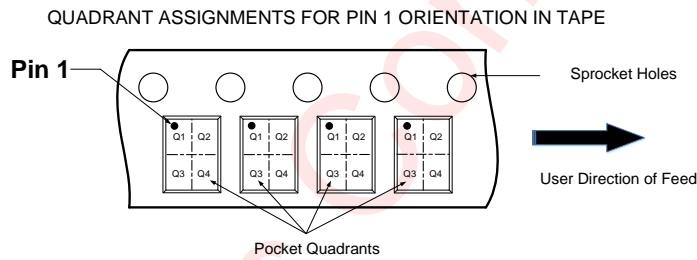 QUADRANT ASSIGNMENTS FOR PIN 1 ORIENTATION IN TAPE
Pin 1
Sprocket Holes
Q1 Q2 Q1 Q2 Q1 Q2 Q1 Q2
Q3 Q4 Q3 Q4 Q3 Q4 Q3 Q4
User Direction of Feed
Pocket Quadrants